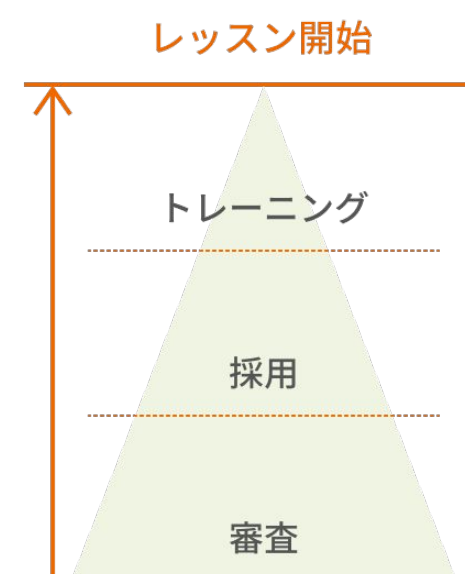 レッスン開始
トレーニング
採用
審査